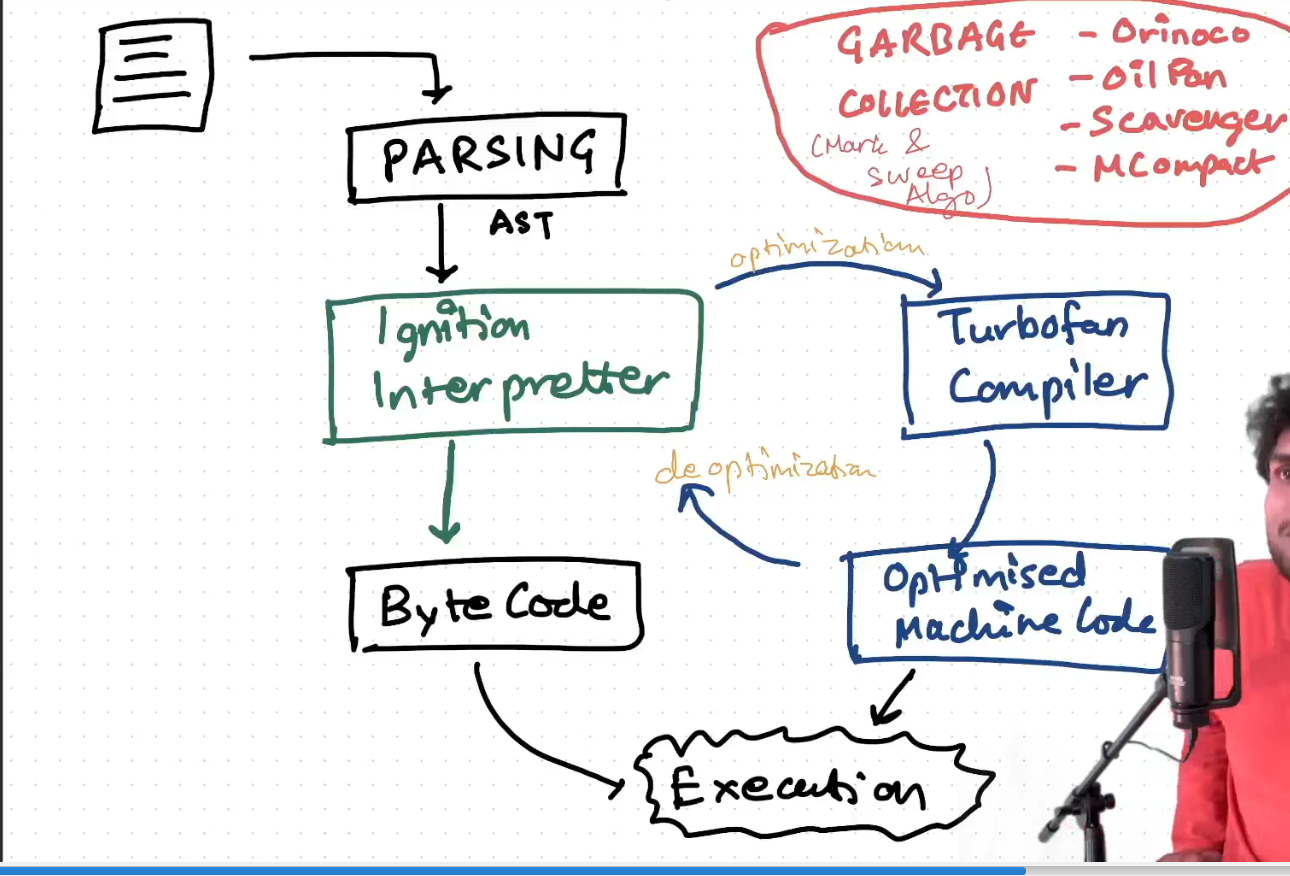 GARBAGE
COLLECTION
(Mark &
Sweep
Algo)
- Orinoco
- Oil Pan
- Scavenger
- MCompact
PARSING
AST
optimization
Ignition
Interpretter
Turbofan
Compiler
deoptimization
Byte Code
Optimised
Machine Code
Execution